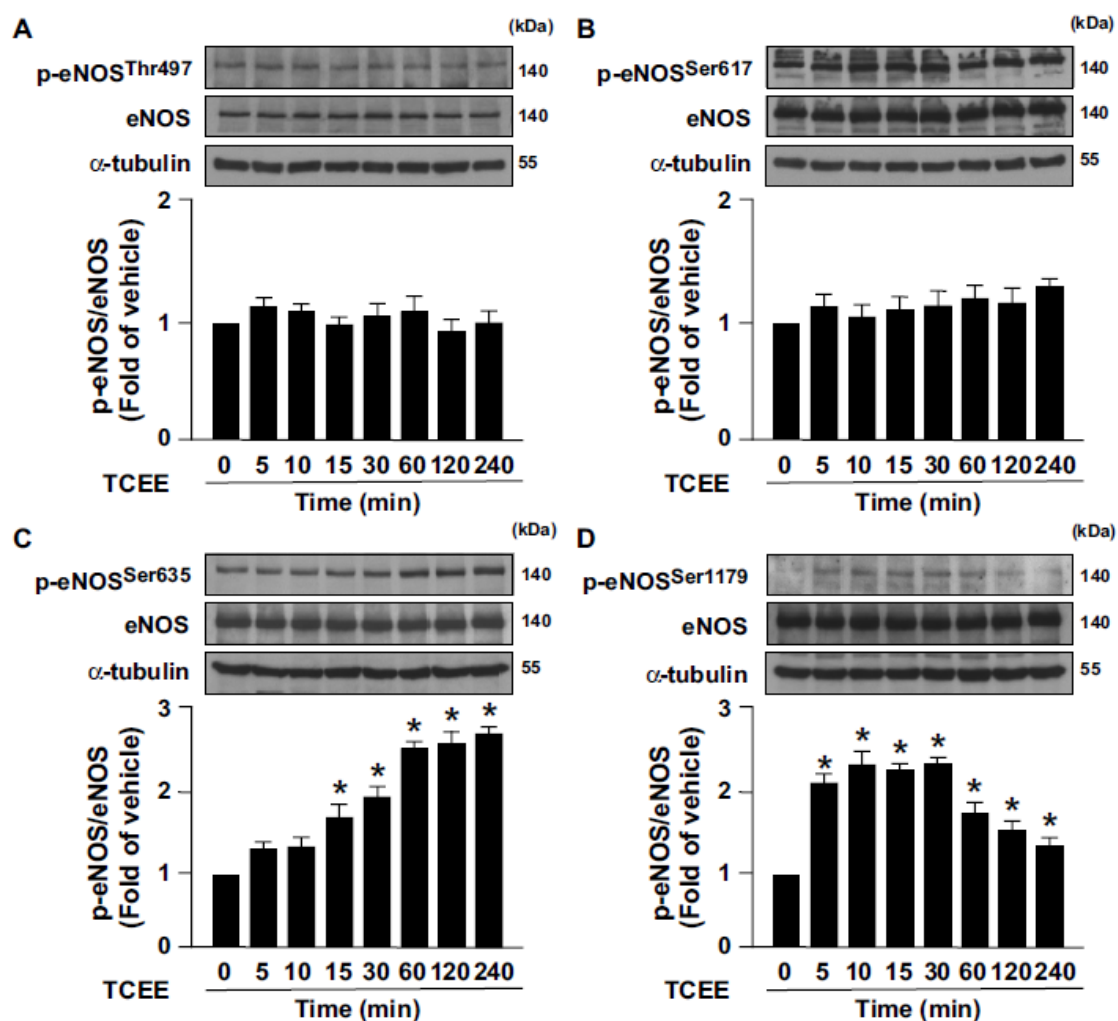 A
(kDa)
p-eNOSThr497
140
eNOS
140
α-tubulin
55
2
1
0
p-eNOS/eNOS
(Fold of vehicle)
0 5 10 15 30 60 120 240
TCEE
Time (min)
B
(kDa)
p-eNOSSer617
140
eNOS
140
α-tubulin
55
2
1
0
p-eNOS/eNOS
(Fold of vehicle)
0 5 10 15 30 60 120 240
TCEE
Time (min)
C
(kDa)
p-eNOSSer635
140
eNOS
140
α-tubulin
55
3
2
1
0
p-eNOS/eNOS
(Fold of vehicle)
* * * * *
0 5 10 15 30 60 120 240
TCEE
Time (min)
D
(kDa)
p-eNOSSer1179
140
eNOS
140
α-tubulin
55
3
2
1
0
p-eNOS/eNOS
(Fold of vehicle)
* * * * * * *
0 5 10 15 30 60 120 240
TCEE
Time (min)